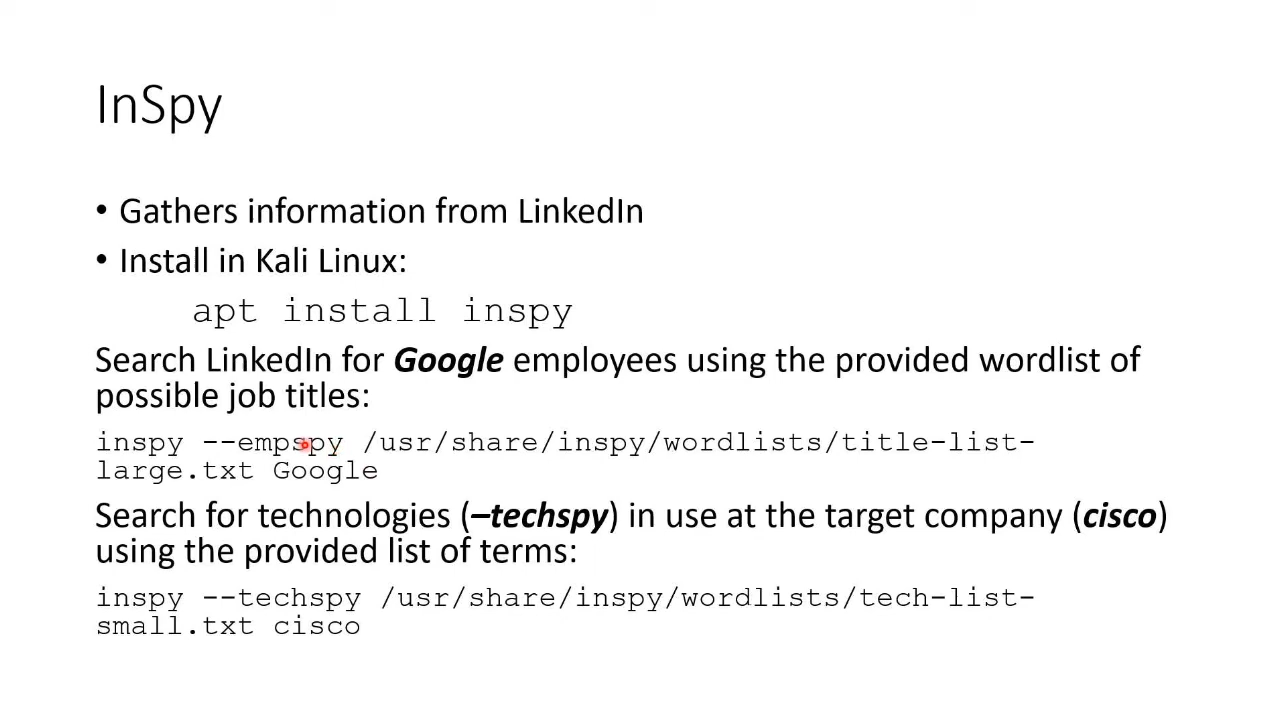 InSpy
• Gathers information from LinkedIn
• Install in Kali Linux:
apt install inspy
Search LinkedIn for Google employees using the provided wordlist of
possible job titles:
inspy --empspy /usr/share/inspy/wordlists/title-list-
large.txt Google
Search for technologies (–techspy) in use at the target company (cisco)
using the provided list of terms:
inspy --techspy /usr/share/inspy/wordlists/tech-list-
small.txt cisco